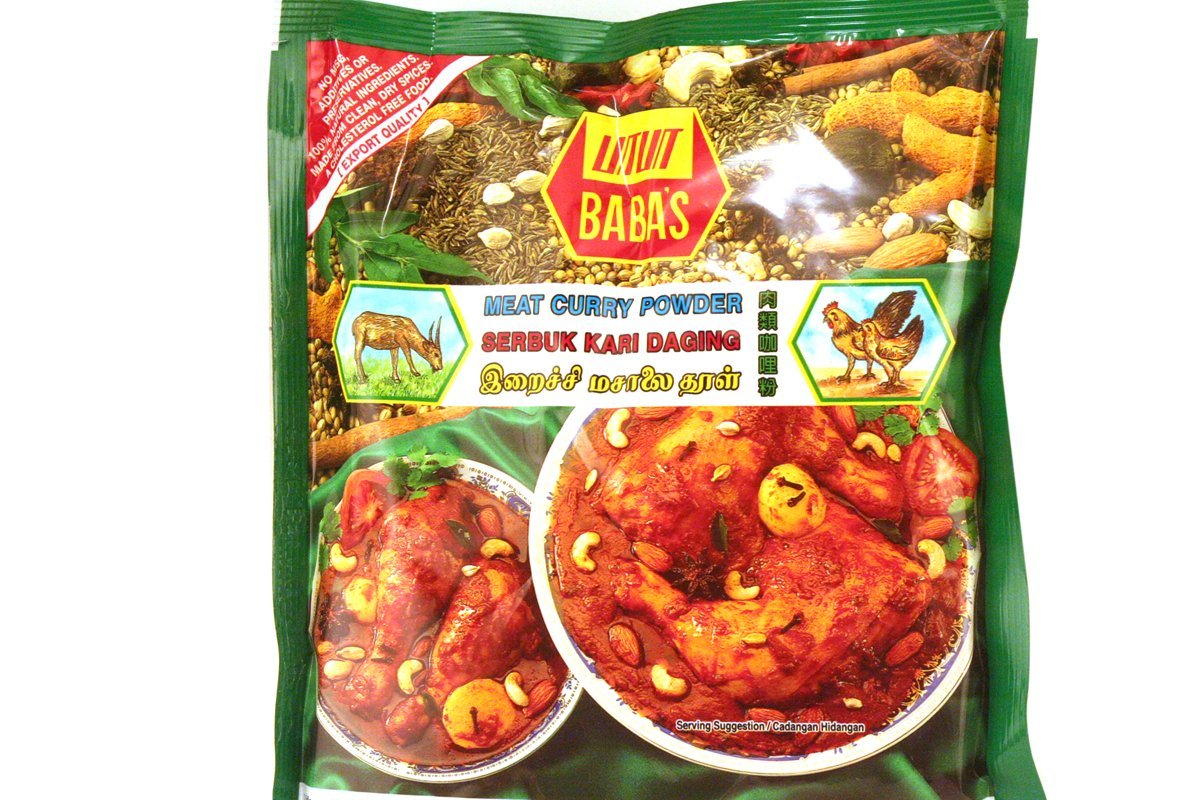 NO MSG,
ADDITIVES OR
PRESERVATIVES.
100% NATURAL INGREDIENTS.
MADE FROM CLEAN, DRY SPICES.
A CHOLESTEROL FREE FOOD.
[ EXPORT QUALITY ]
BABA'S
MEAT CURRY POWDER
SERBUK KARI DAGING
இறைச்சி மசாலை தூள்
肉類咖哩粉
Serving Suggestion / Cadangan Hidangan